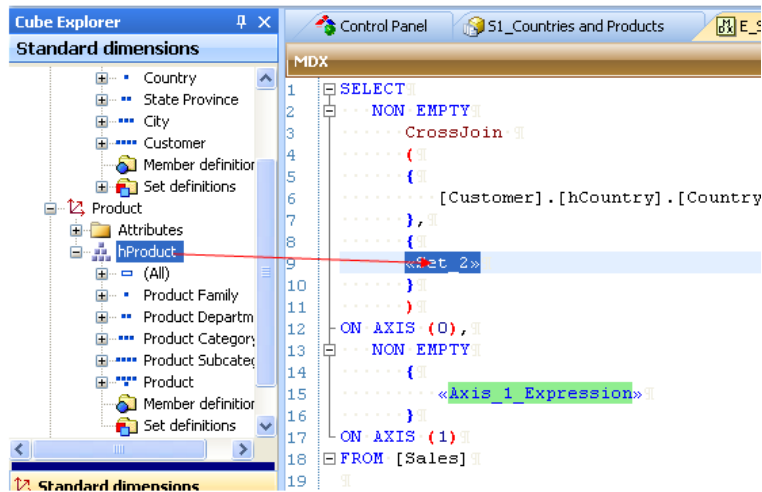 Cube Explorer
Standard dimensions
Country
State Province
City
Customer
Member definition
Set definitions
Product
Attributes
hProduct
(All)
Product Family
Product Departm
Product Category
Product Subcateg
Product
Member definition
Set definitions
Standard dimensions
Control Panel
S1_Countries and Products
E_S
MDX
1 SELECT
2 NON EMPTY
3 CrossJoin
4 (
5 {
6 [Customer].[hCountry].[Country
7 },
8 {
9 «Set_2»
10 }
11 )
12 ON AXIS (0),
13 NON EMPTY
14 {
15 «Axis_1_Expression»
16 }
17 ON AXIS (1)
18 FROM [Sales]
19